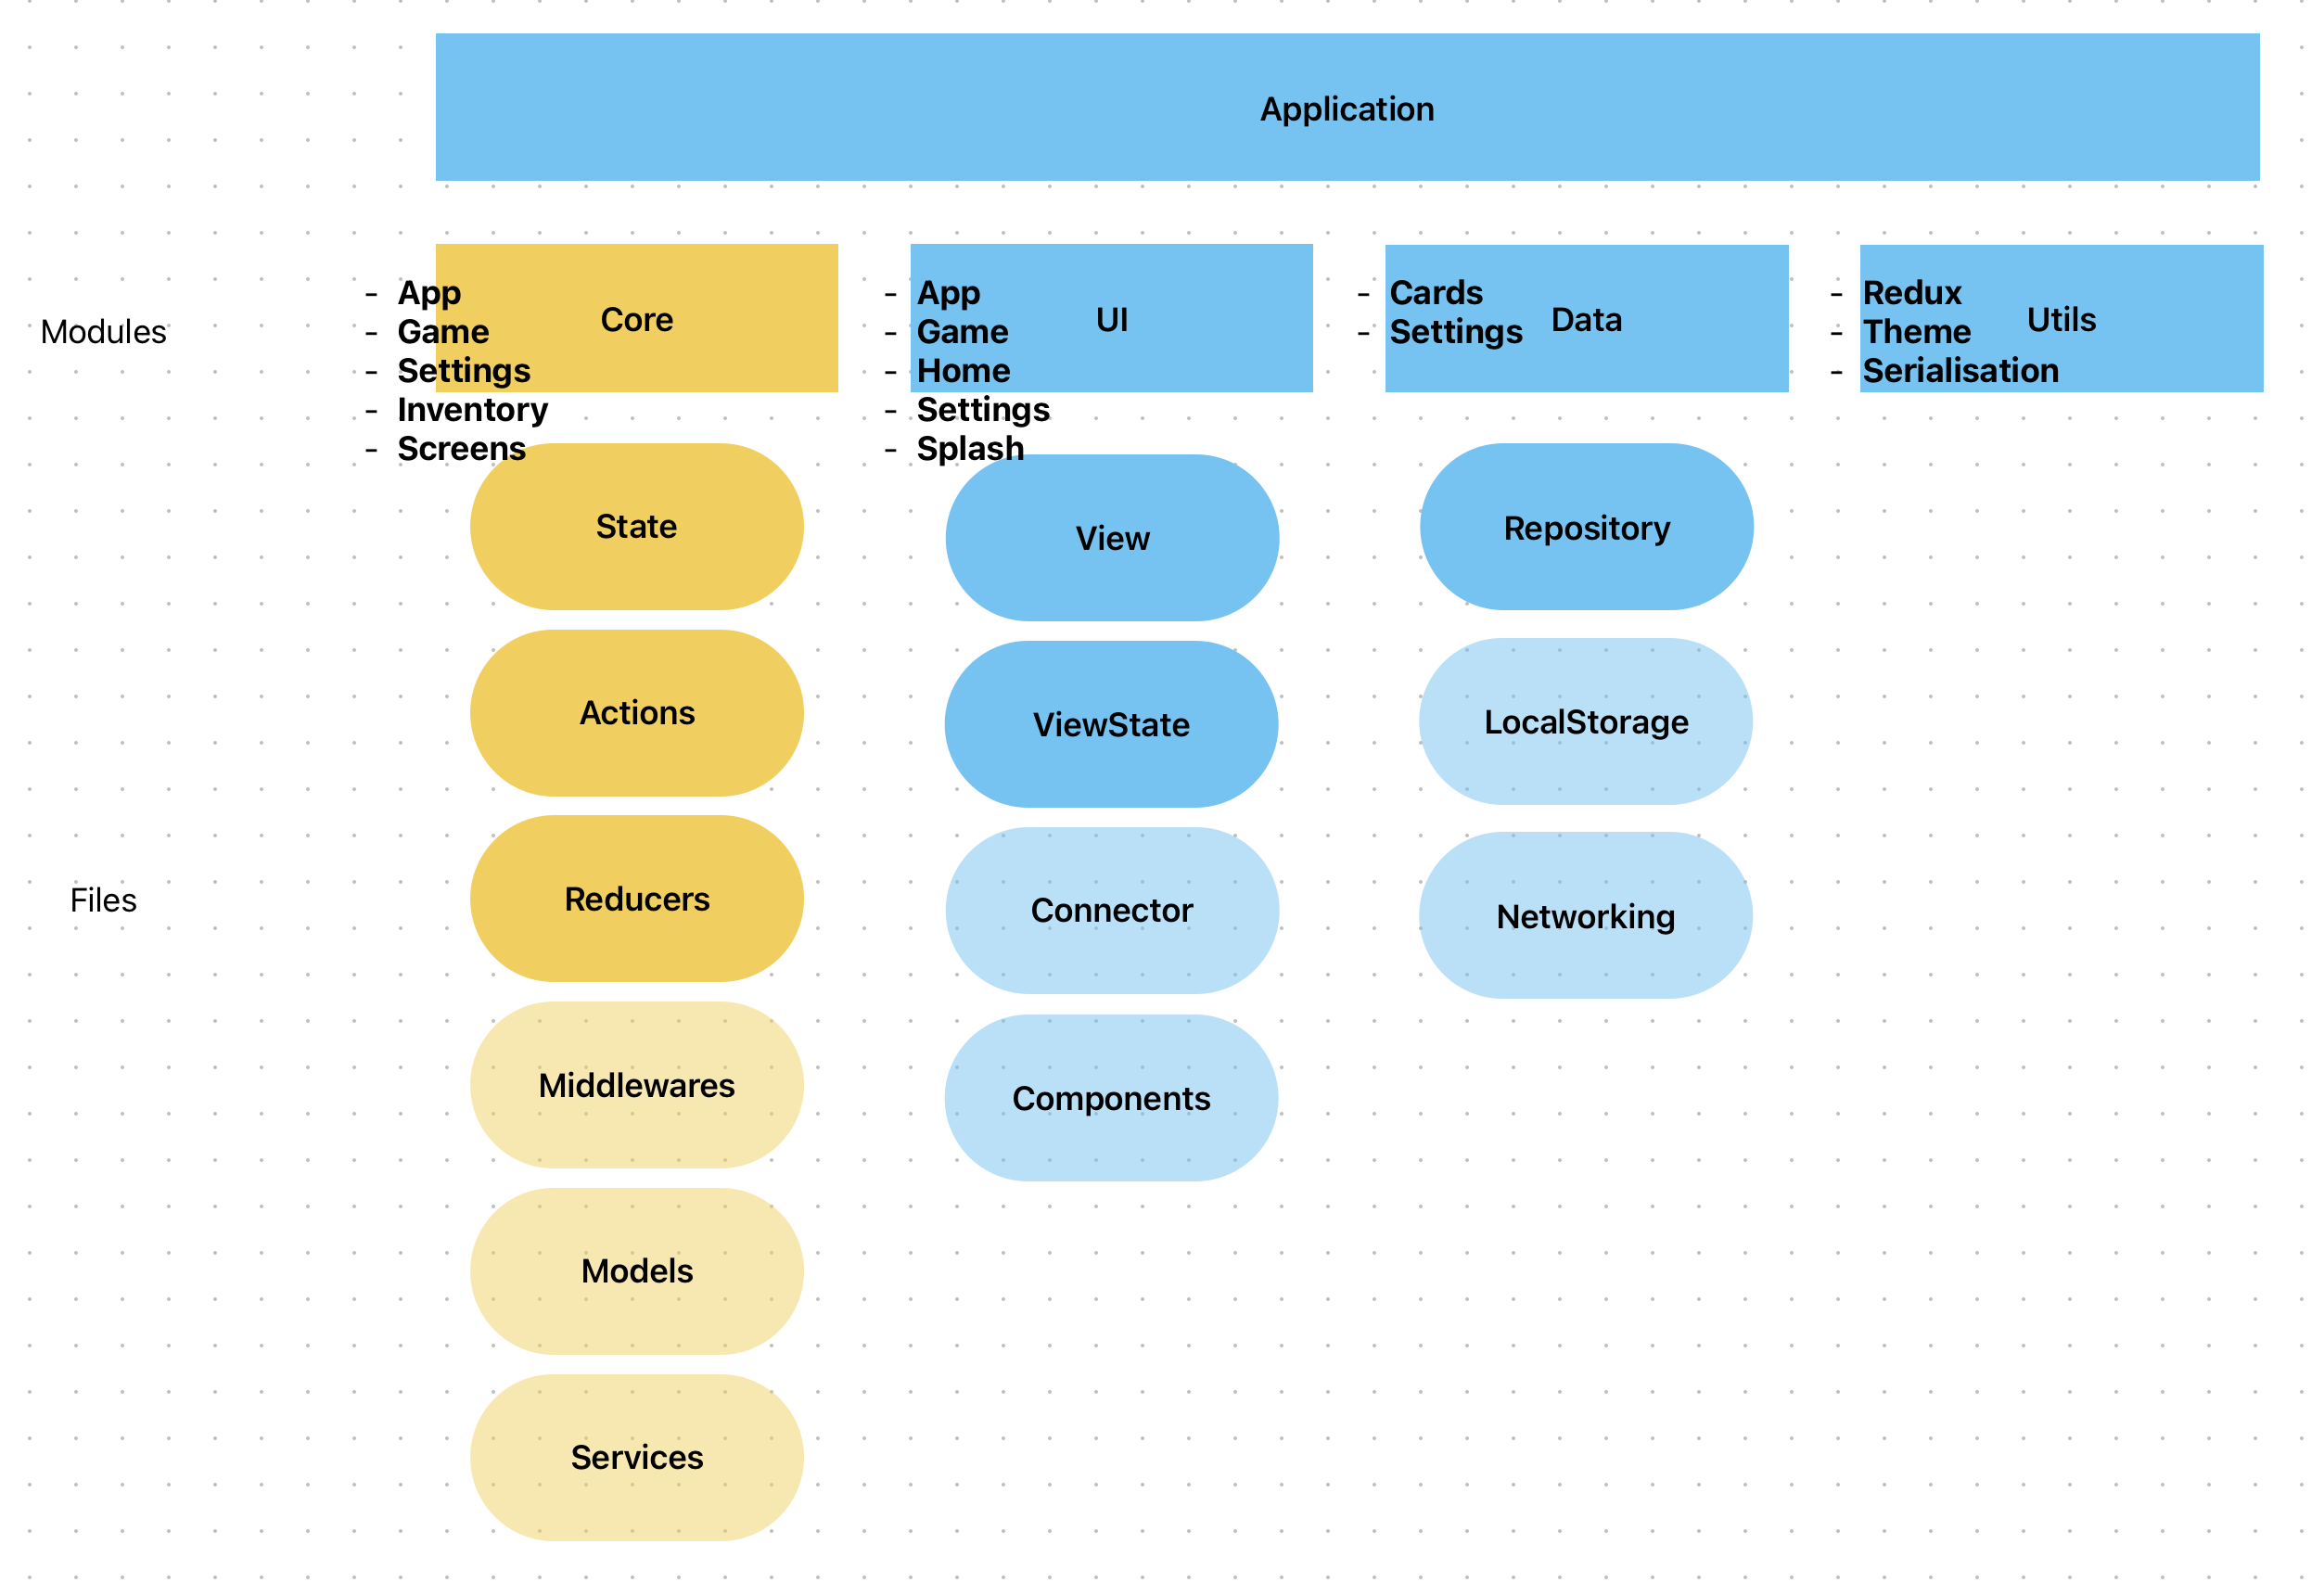 Application
Modules
Core
- App
- Game
- Settings
- Inventory
- Screens
UI
- App
- Game
- Home
- Settings
- Splash
Data
- Cards
- Settings
Utils
- Redux
- Theme
- Serialisation
Files
State
Actions
Reducers
Middlewares
Models
Services
View
ViewState
Connector
Components
Repository
LocalStorage
Networking